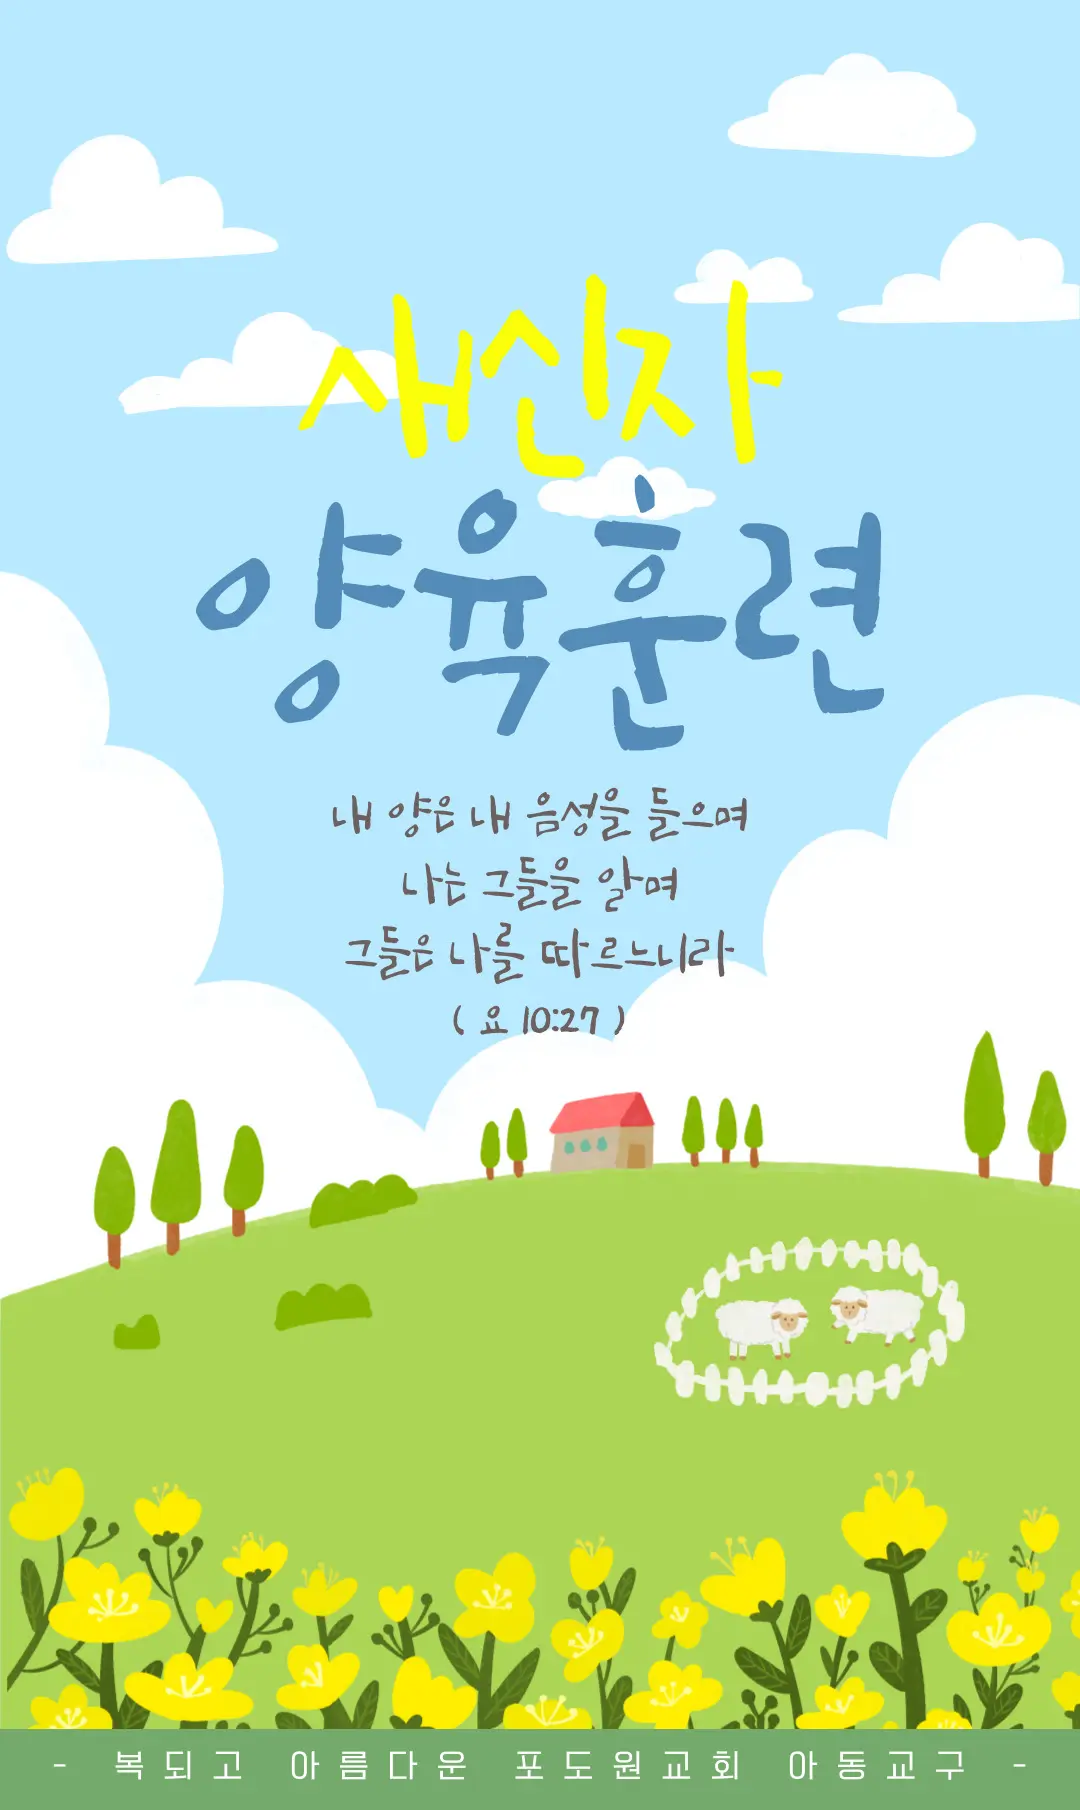 새신자
양육훈련
내 양은 내 음성을 들으며
나는 그들을 알며
그들은 나를 따르느니라
( 요 10:27 )
- 복되고 아름다운 포도원교회 아동교구 -